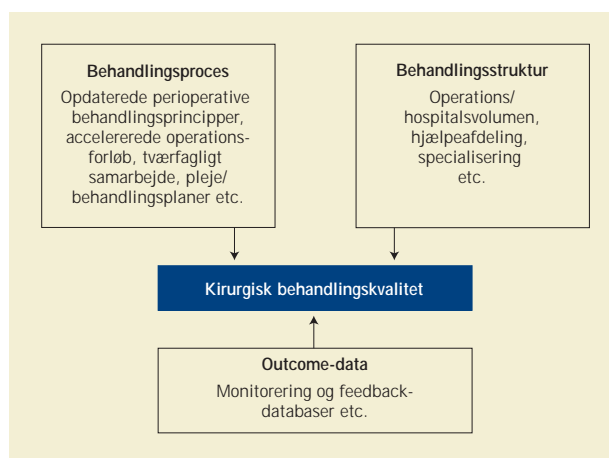 Behandlingsproces
Opdaterede perioperative
behandlingsprincipper,
accelererede operations-
forløb, tværfagligt
samarbejde, pleje/
behandlingsplaner etc.
Behandlingsstruktur
Operations/
hospitalsvolumen,
hjælpeafdeling,
specialisering
etc.
Kirurgisk behandlingskvalitet
Outcome-data
Monitorering og feedback-
databaser etc.